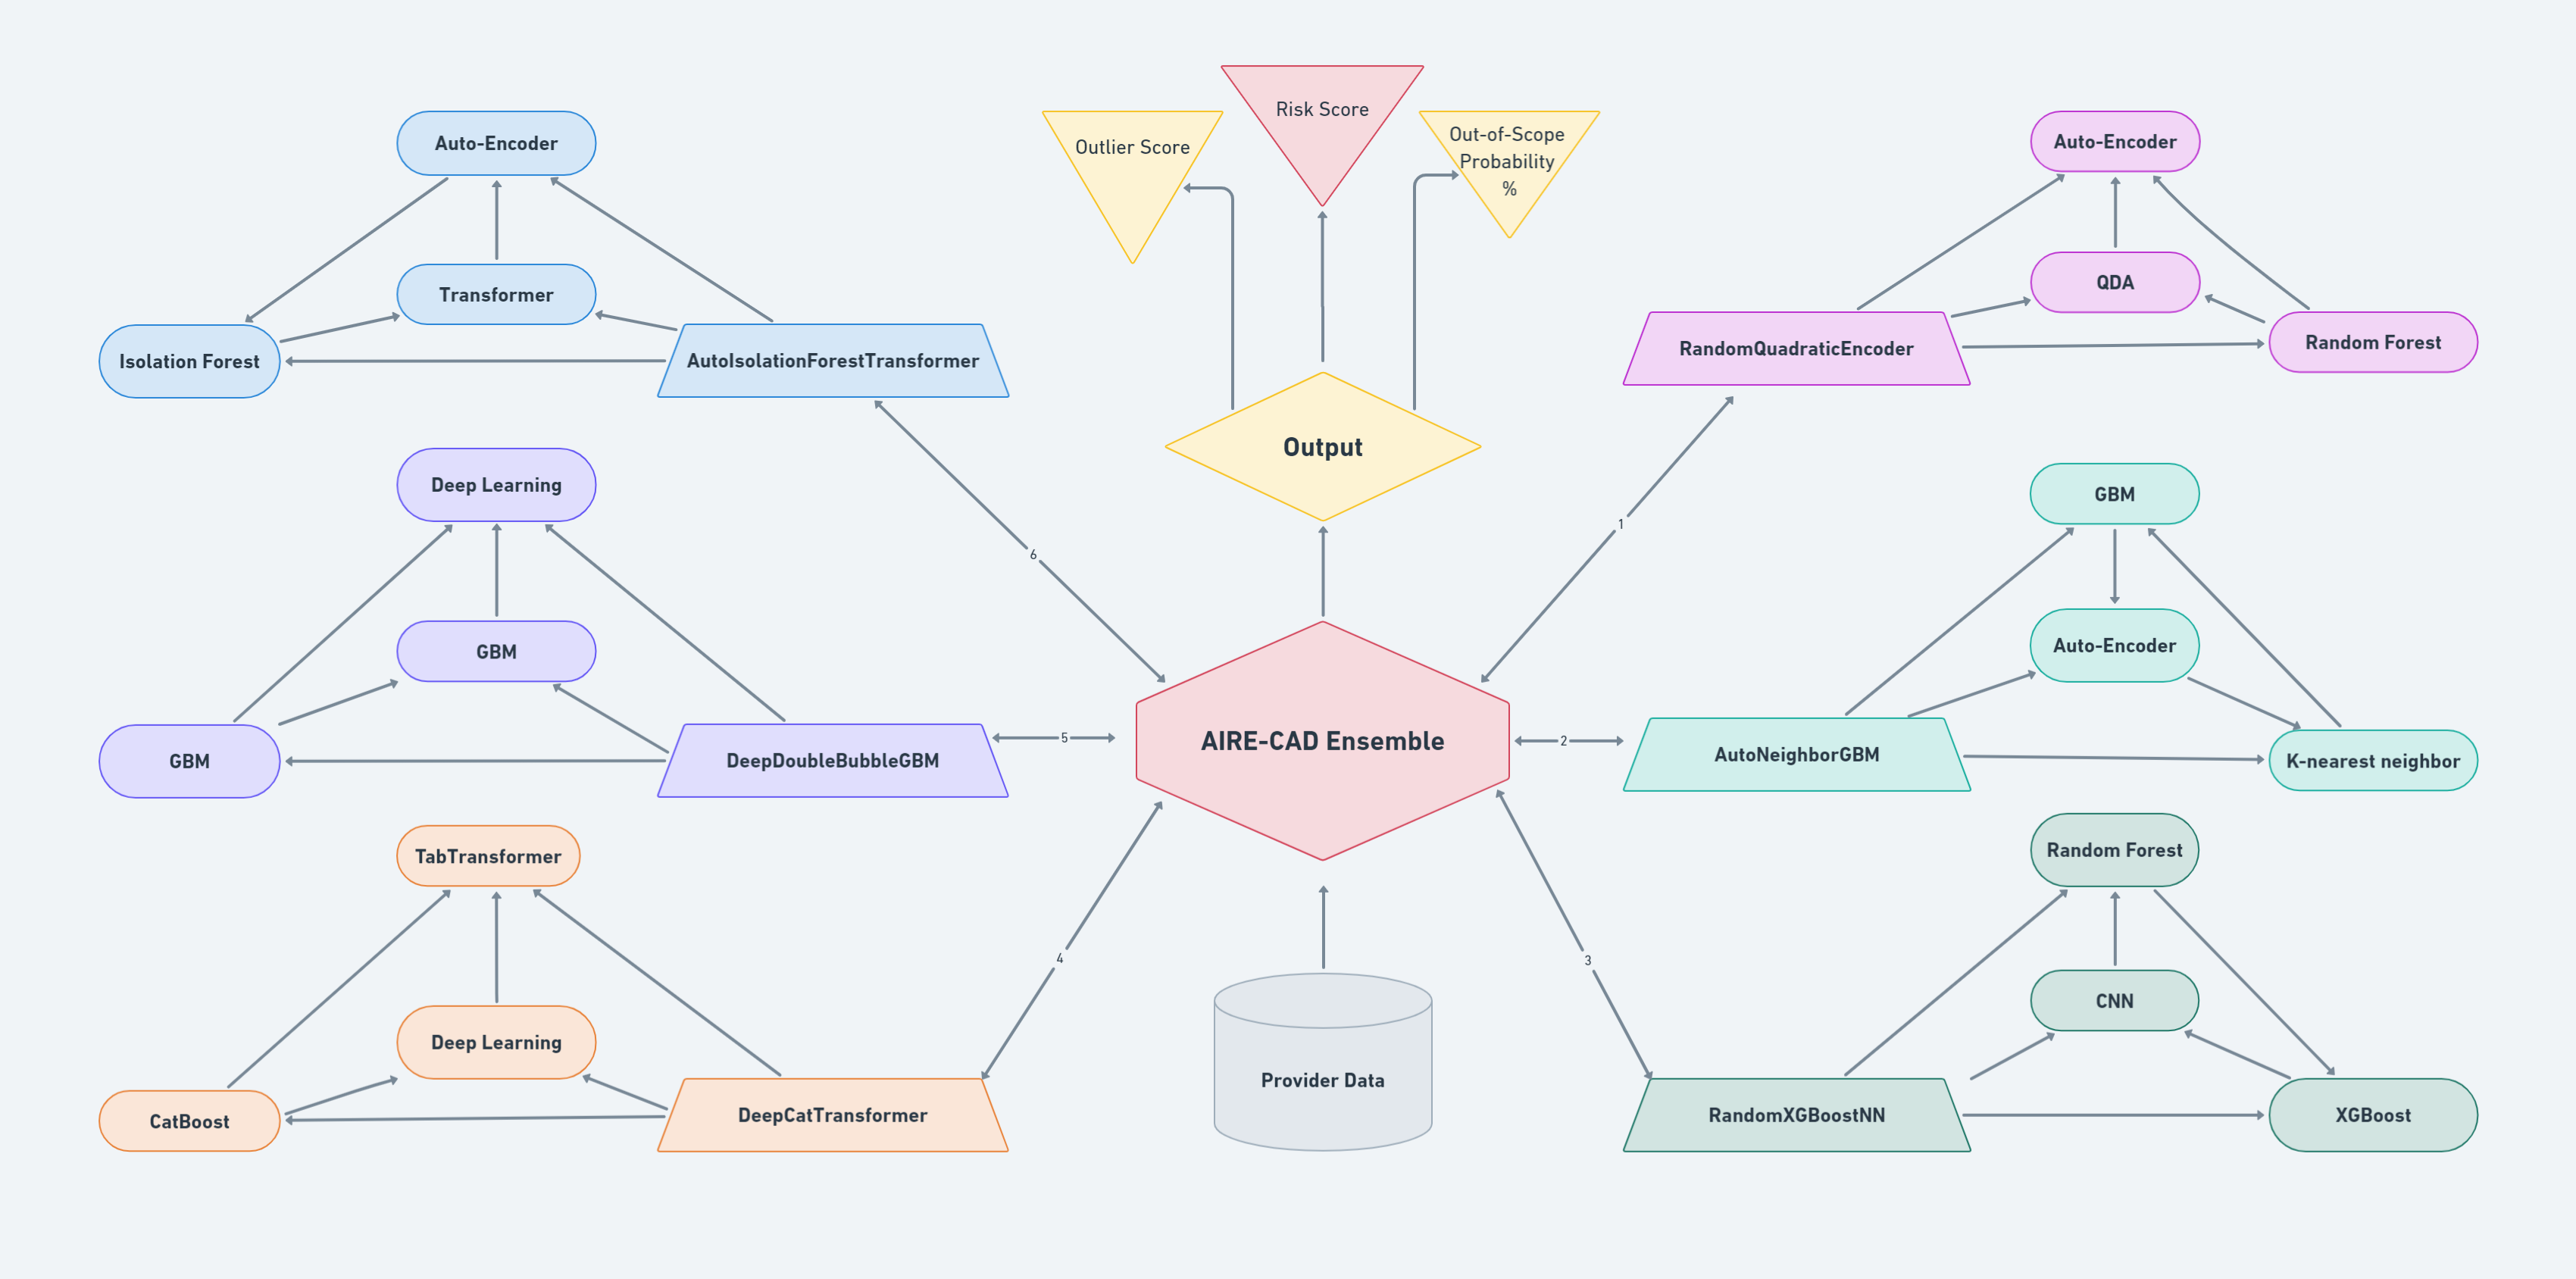 Risk Score
Outlier Score
Out-of-Scope
Probability
%
Auto-Encoder
Transformer
Isolation Forest
AutoIsolationForestTransformer
Auto-Encoder
QDA
Random Forest
RandomQuadraticEncoder
Output
Deep Learning
GBM
GBM
DeepDoubleBubbleGBM
6
1
5
2
AIRE-CAD Ensemble
GBM
Auto-Encoder
AutoNeighborGBM
K-nearest neighbor
TabTransformer
Deep Learning
CatBoost
DeepCatTransformer
4
3
Provider Data
Random Forest
CNN
RandomXGBoostNN
XGBoost